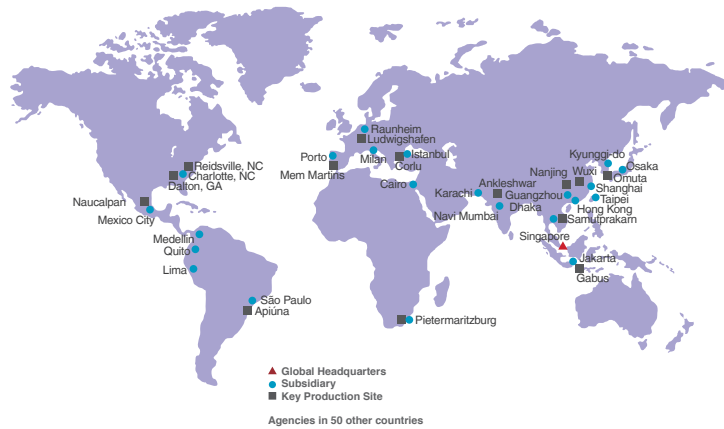 Reidsville, NC
Charlotte, NC
Dalton, GA
Naucalpan
Mexico City
Medellín
Quito
Lima
São Paulo
Apiúna
Raunheim
Ludwigshafen
Porto
Milan
Istanbul
Corlu
Mem Martins
Cairo
Karachi
Ankleshwar
Navi Mumbai
Dhaka
Guangzhou
Nanjing
Wuxi
Kyunggi-do
Osaka
Omuta
Shanghai
Taipei
Hong Kong
Samutprakarn
Singapore
Jakarta
Gabus
Pietermaritzburg
Global Headquarters
Subsidiary
Key Production Site
Agencies in 50 other countries